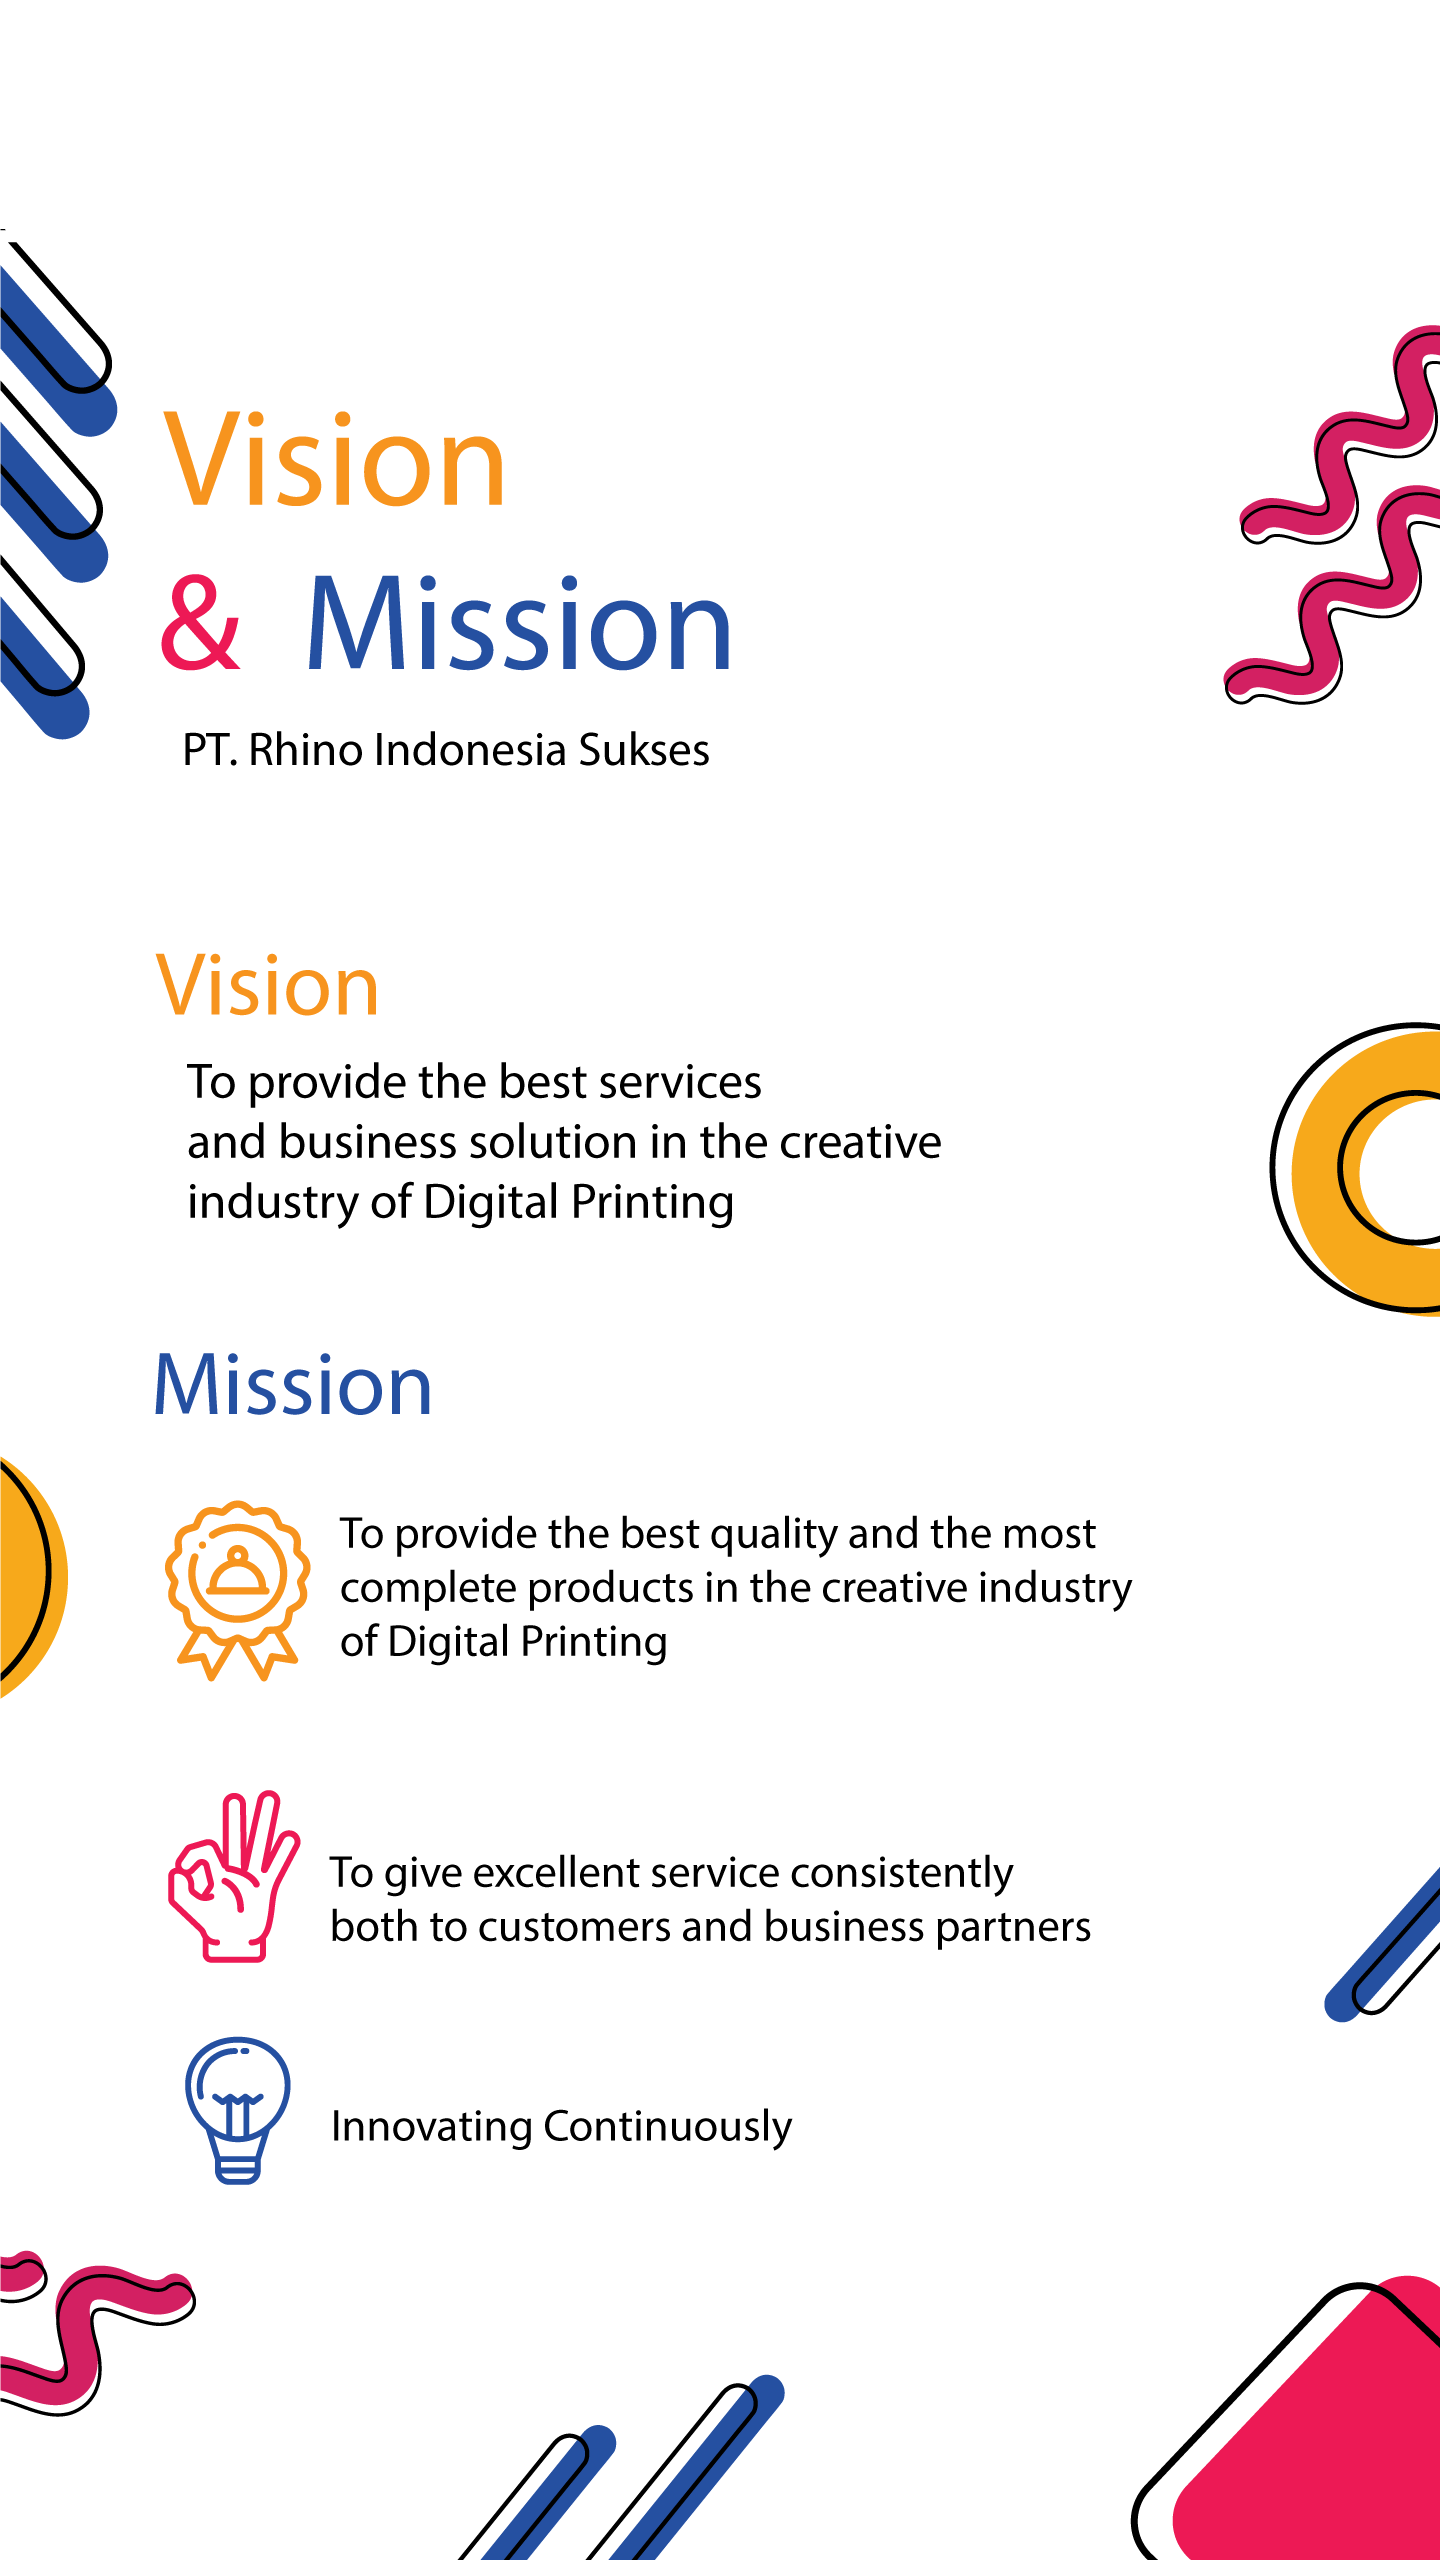 Vision
& Mission
PT. Rhino Indonesia Sukses
Vision
To provide the best services
and business solution in the creative
industry of Digital Printing
Mission
To provide the best quality and the most
complete products in the creative industry
of Digital Printing
To give excellent service consistently
both to customers and business partners
Innovating Continuously